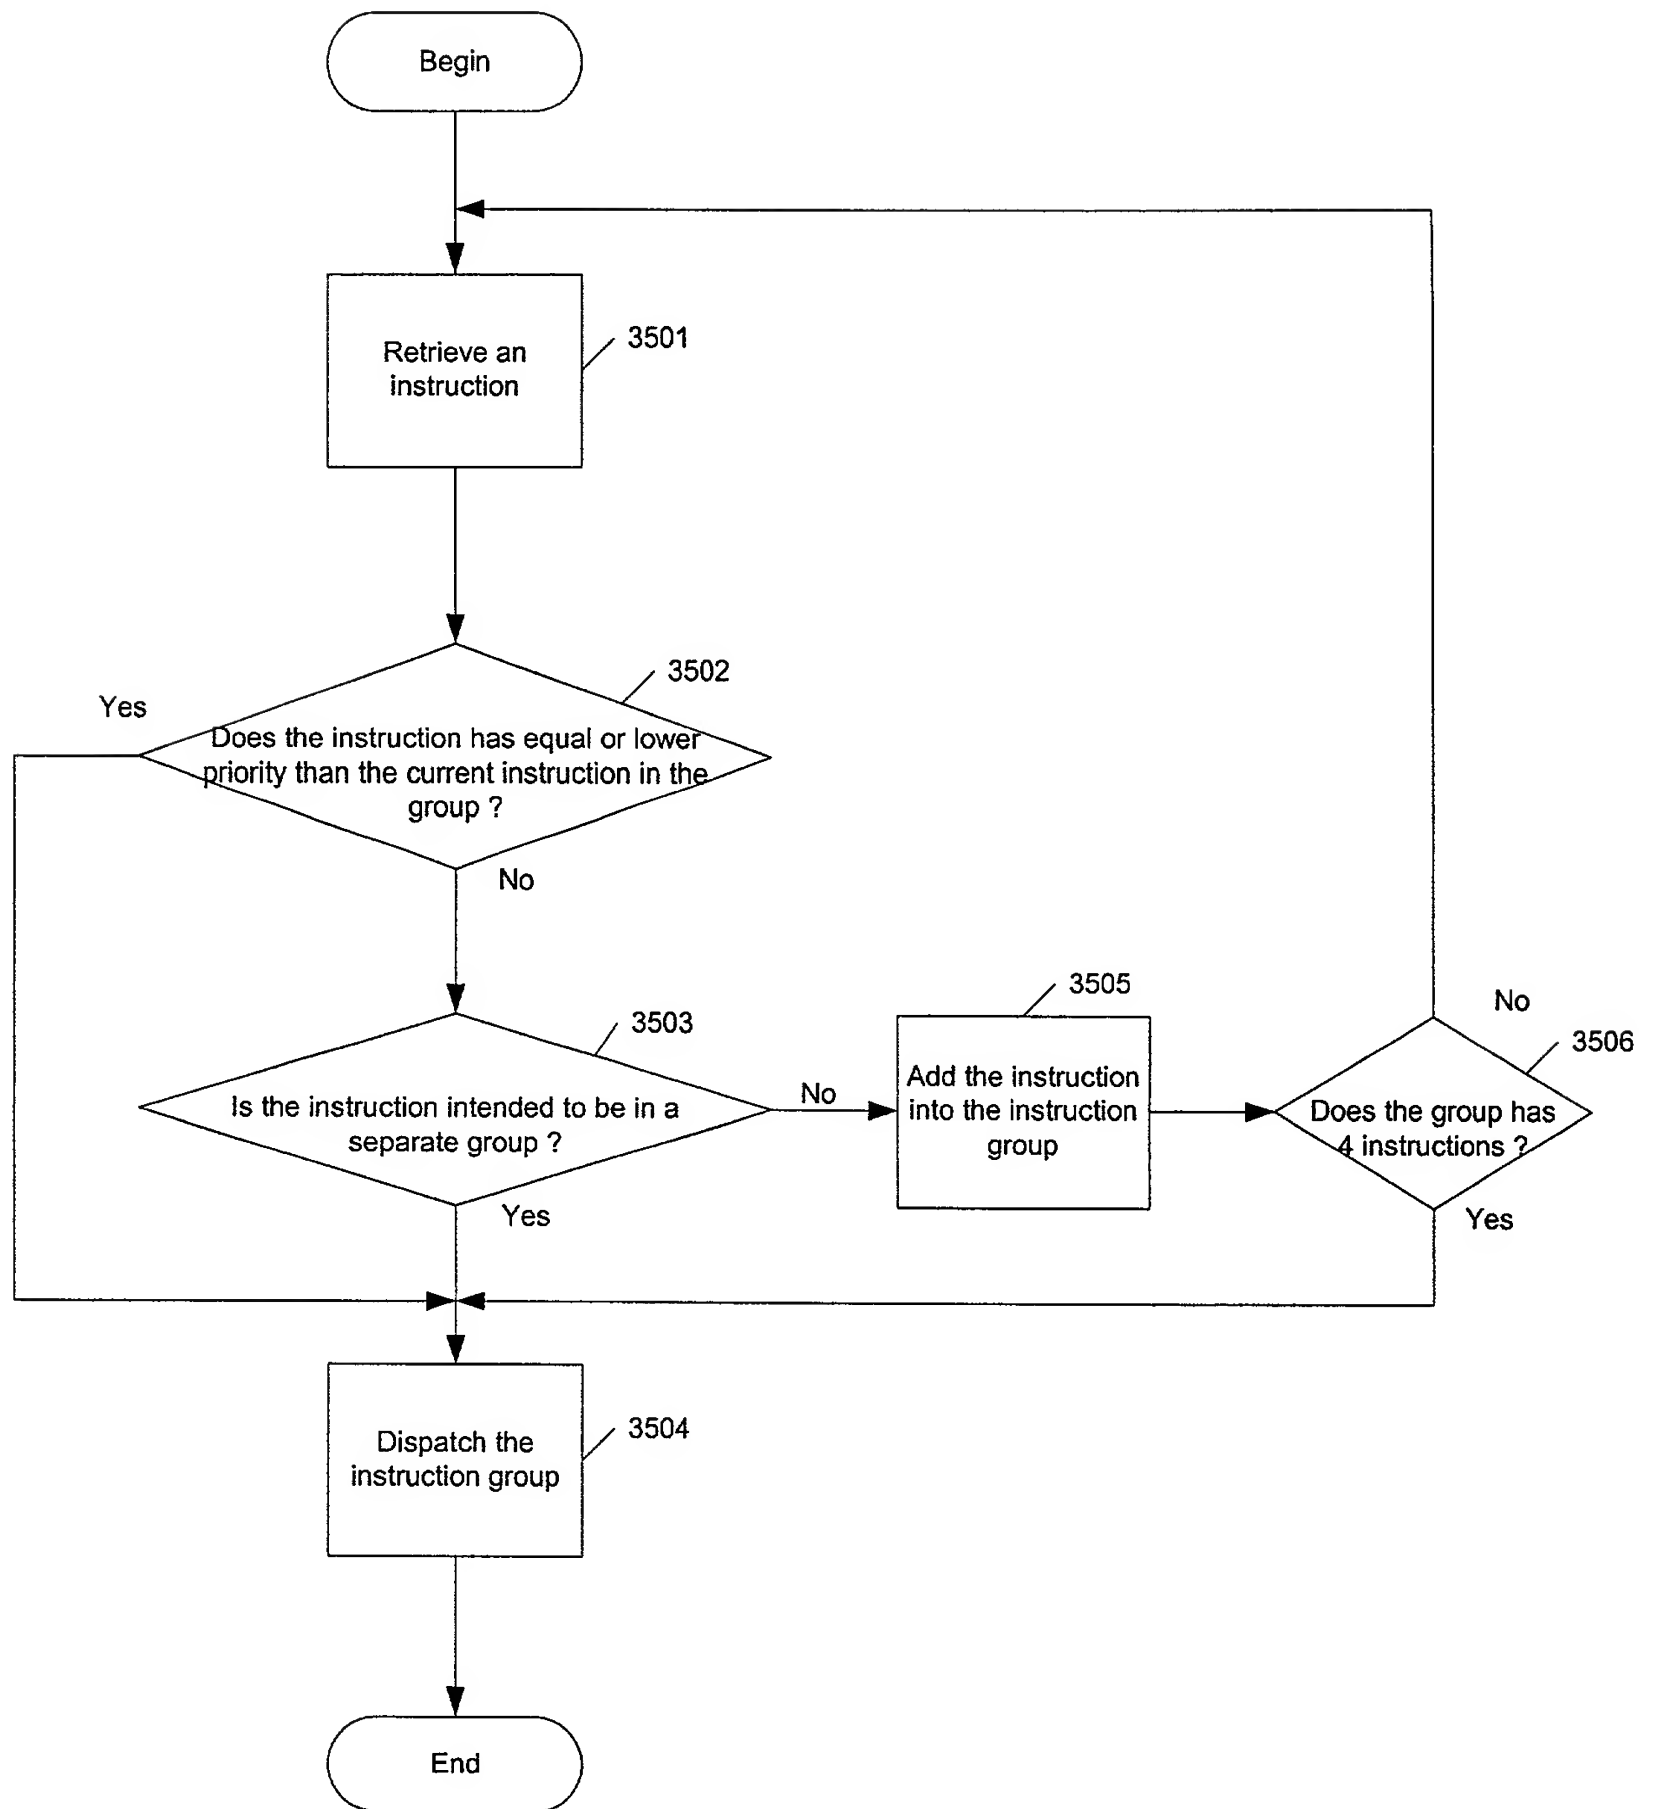 Begin
Retrieve an
instruction
3501
3502
Yes
Does the instruction has equal or lower
priority than the current instruction in the
group ?
No
3503
Is the instruction intended to be in a
separate group ?
No
Yes
3505
Add the instruction
into the instruction
group
No
3506
Does the group has
4 instructions ?
Yes
Dispatch the
instruction group
3504
End